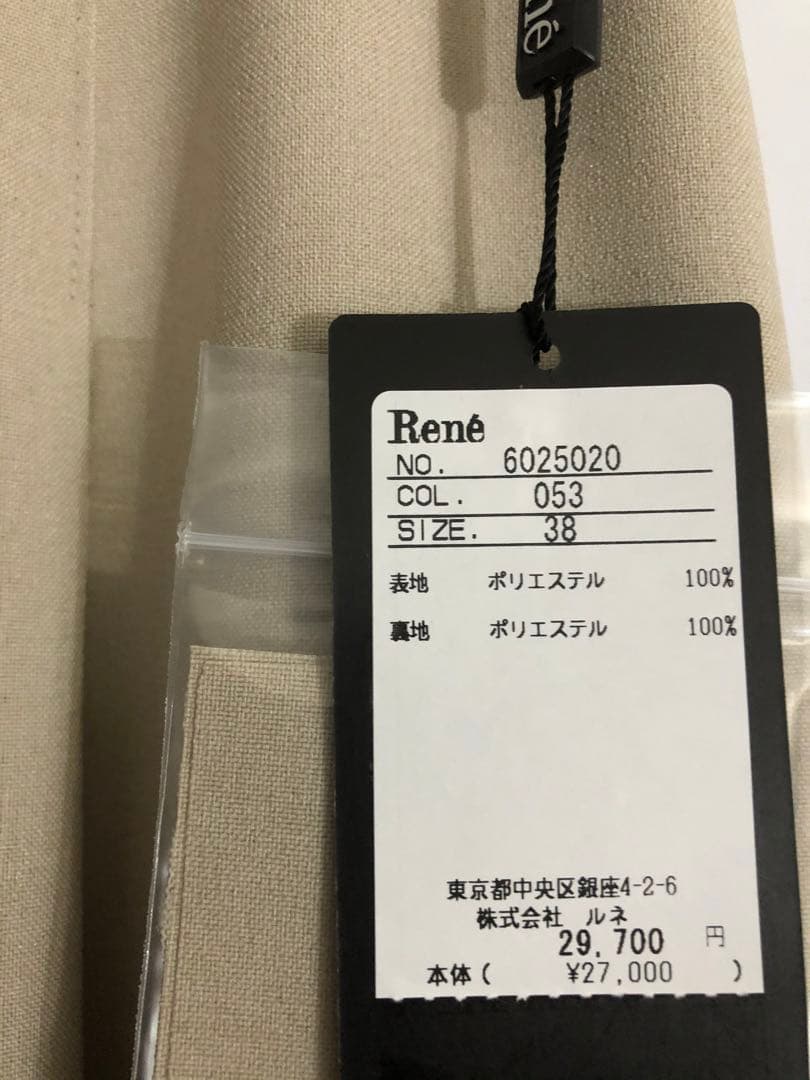 né
René
NO. 6025020
COL. 053
SIZE. 38
表地 ポリエステル 100%
裏地 ポリエステル 100%
東京都中央区銀座4-2-6
株式会社 ルネ
29,700 円
本体( ¥27,000 )